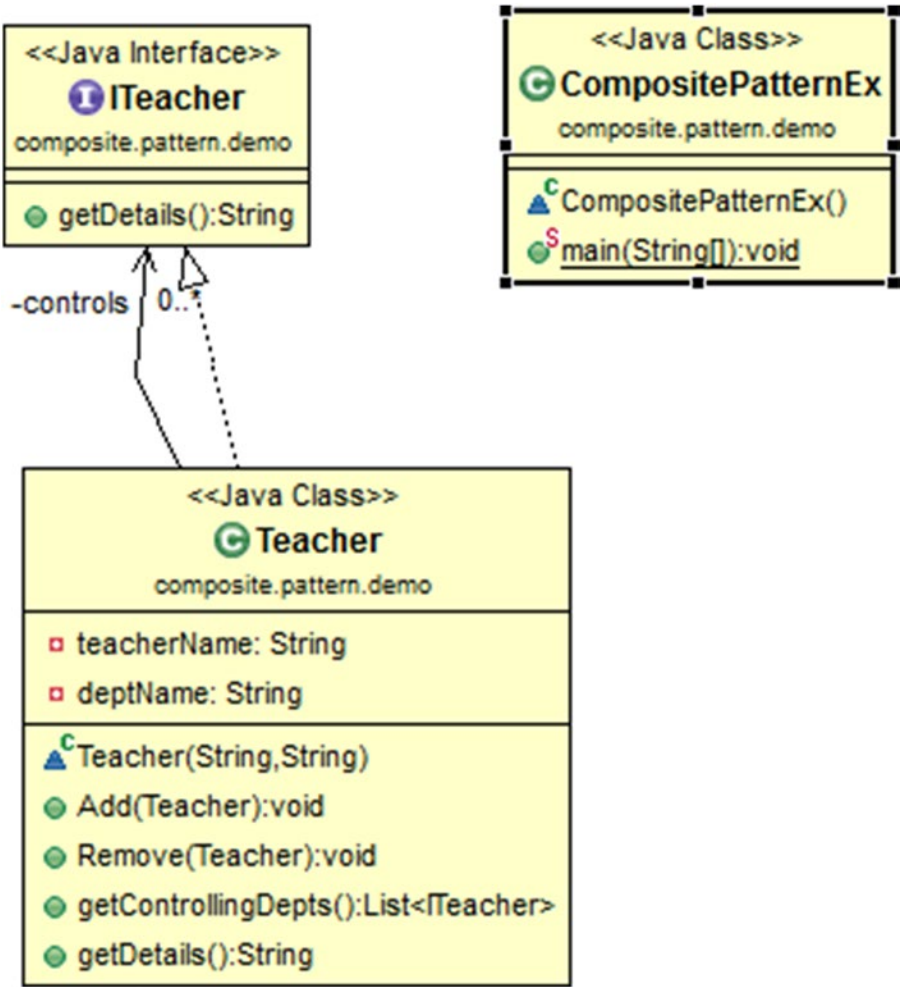 <<Java Interface>>
I ITeacher
composite.pattern.demo
getDetails():String
<<Java Class>>
C CompositePatternEx
composite.pattern.demo
C CompositePatternEx()
S main(String[]):void
-controls 0..*
<<Java Class>>
C Teacher
composite.pattern.demo
teacherName: String
deptName: String
C Teacher(String,String)
Add(Teacher):void
Remove(Teacher):void
getControllingDepts():List<ITeacher>
getDetails():String